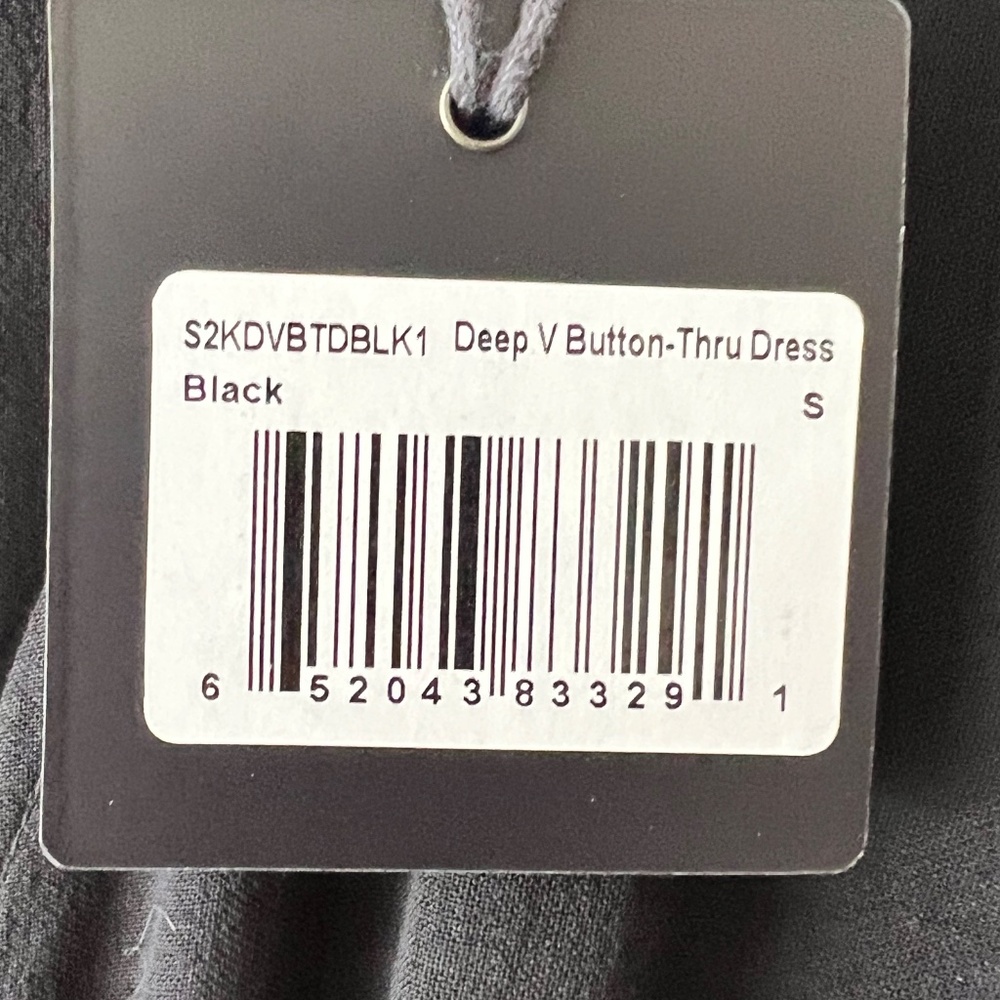 S2KDVBTDBLK1 Deep V Button-Thru Dress
Black S
6 52043 83329 1